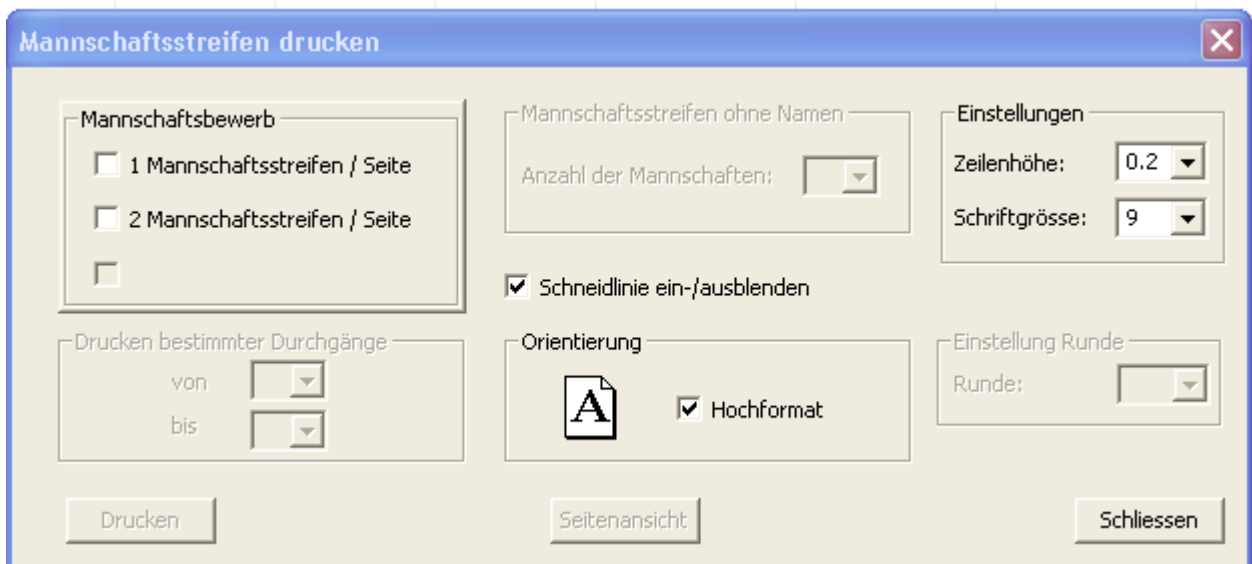 Mannschaftsstreifen drucken
Mannschaftsbewerb
1 Mannschaftsstreifen / Seite
2 Mannschaftsstreifen / Seite
Mannschaftsstreifen ohne Namen
Anzahl der Mannschaften:
Einstellungen
Zeilenhöhe: 0.2
Schriftgrösse: 9
Schneidlinie ein-/ausblenden
Drucken bestimmter Durchgänge
von
bis
Orientierung
A Hochformat
Einstellung Runde
Runde:
Drucken
Seitenansicht
Schliessen